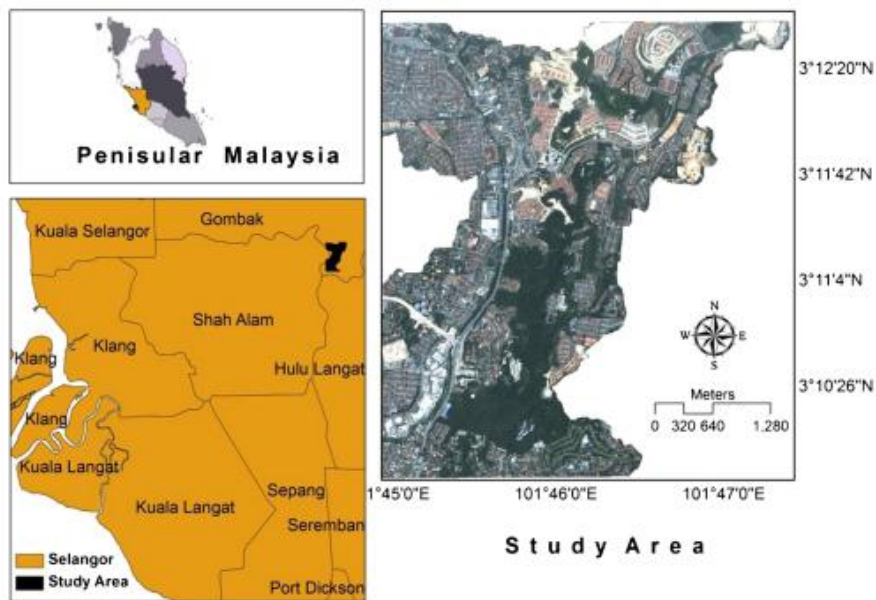 Penisular Malaysia
Gombak
Kuala Selangor
Shah Alam
Klang
Klang
Hulu Langat
Klang
Kuala Langat
Kuala Langat
Sepang
Seremban
Port Dickson
Selangor
Study Area
3°12'20"N
3°11'42"N
3°11'4"N
3°10'26"N
N
W E
S
Meters
0 320 640 1,280
1°45'0"E 101°46'0"E 101°47'0"E
Study Area